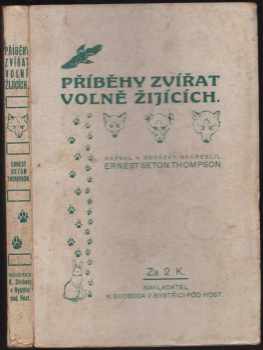 PŘÍBĚHY
ZVÍŘAT
VOLNĚ
ŽIJÍCÍCH.
ERNEST
SETON
THOMPSON
PŘÍBĚHY ZVÍŘAT
VOLNĚ ŽIJÍCÍCH.
NAPSAL A OBRÁZKY NAKRESLIL
ERNEST SETON THOMPSON
Za 2 K.
NAKLADATEL
K. SVOBODA V BYSTŘICI POD HOST.